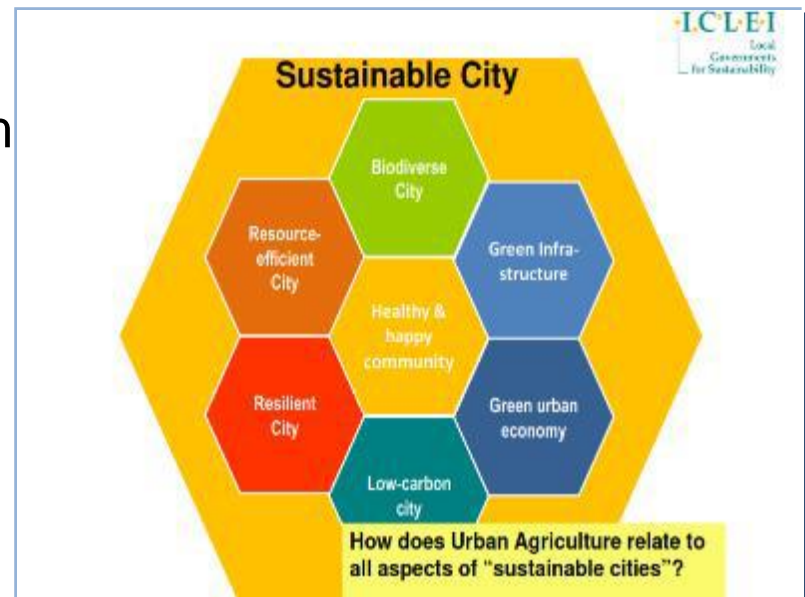 ·I.C·L·E·I
Local
Governments
for Sustainability
Sustainable City
n
Biodiverse
City
Resource-
efficient
City
Green Infra-
structure
Healthy &
happy
community
Resilient
City
Green urban
economy
Low-carbon
city
How does Urban Agriculture relate to
all aspects of “sustainable cities”?